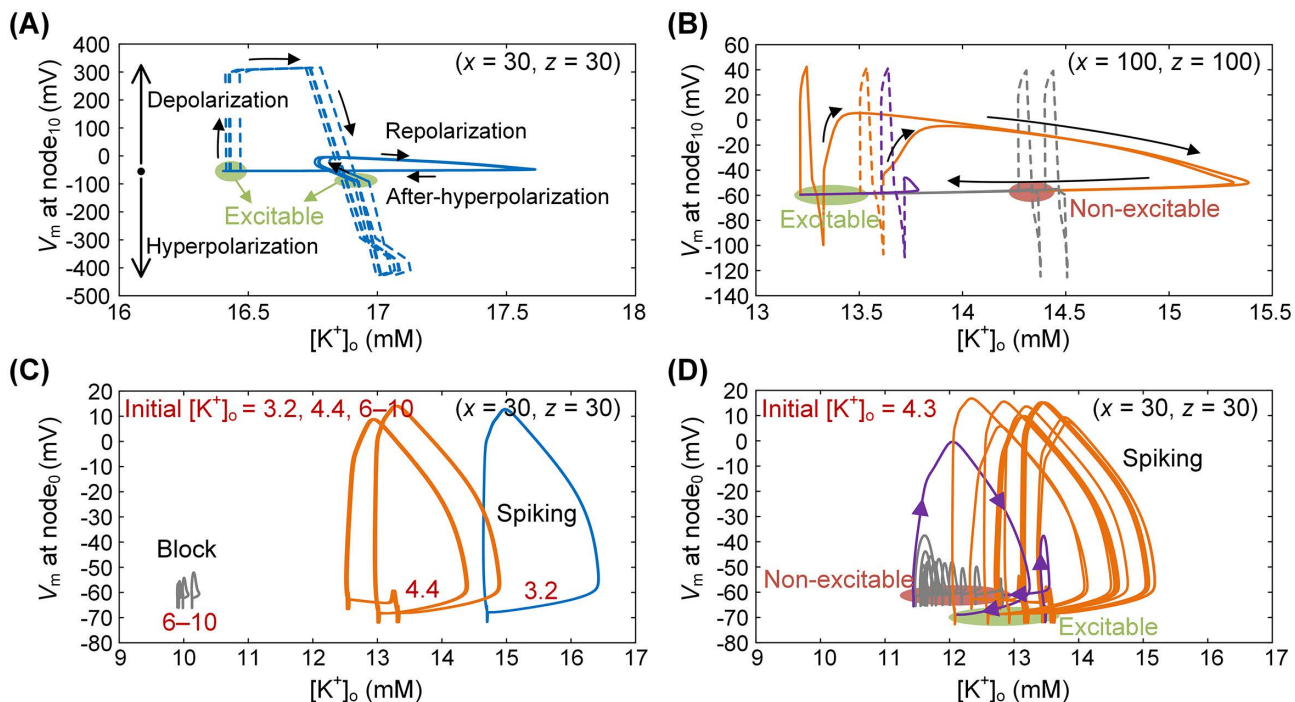 (A)
400
300
200
100
0
-100
-200
-300
-400
-500
Vm at node10 (mV)
(x = 30, z = 30)
Depolarization
Repolarization
After-hyperpolarization
Excitable
Hyperpolarization
16 16.5 17 17.5 18
[K+]o (mM)
(B)
60
40
20
0
-20
-40
-60
-80
-100
-120
-140
Vm at node10 (mV)
(x = 100, z = 100)
Excitable
Non-excitable
13 13.5 14 14.5 15 15.5
[K+]o (mM)
(C)
20
10
0
-10
-20
-30
-40
-50
-60
-70
-80
Vm at node0 (mV)
Initial [K+]o = 3.2, 4.4, 6–10
(x = 30, z = 30)
Spiking
Block
4.4
3.2
6–10
9 10 11 12 13 14 15 16 17
[K+]o (mM)
(D)
20
10
0
-10
-20
-30
-40
-50
-60
-70
-80
Vm at node0 (mV)
Initial [K+]o = 4.3
(x = 30, z = 30)
Spiking
Non-excitable
Excitable
9 10 11 12 13 14 15 16 17
[K+]o (mM)